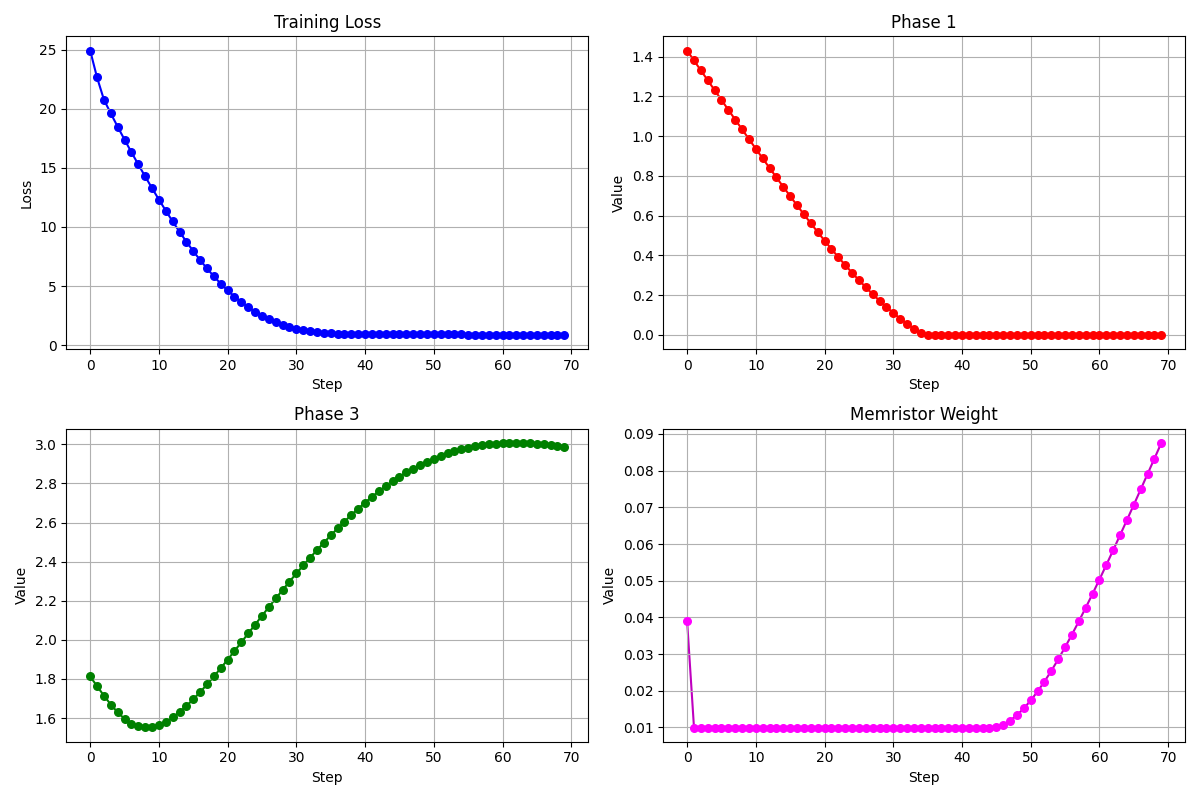 Training Loss
Loss
25
20
15
10
5
0
0 10 20 30 40 50 60 70
Step
Phase 1
Value
1.4
1.2
1.0
0.8
0.6
0.4
0.2
0.0
0 10 20 30 40 50 60 70
Step
Phase 3
Value
3.0
2.8
2.6
2.4
2.2
2.0
1.8
1.6
0 10 20 30 40 50 60 70
Step
Memristor Weight
Value
0.09
0.08
0.07
0.06
0.05
0.04
0.03
0.02
0.01
0 10 20 30 40 50 60 70
Step